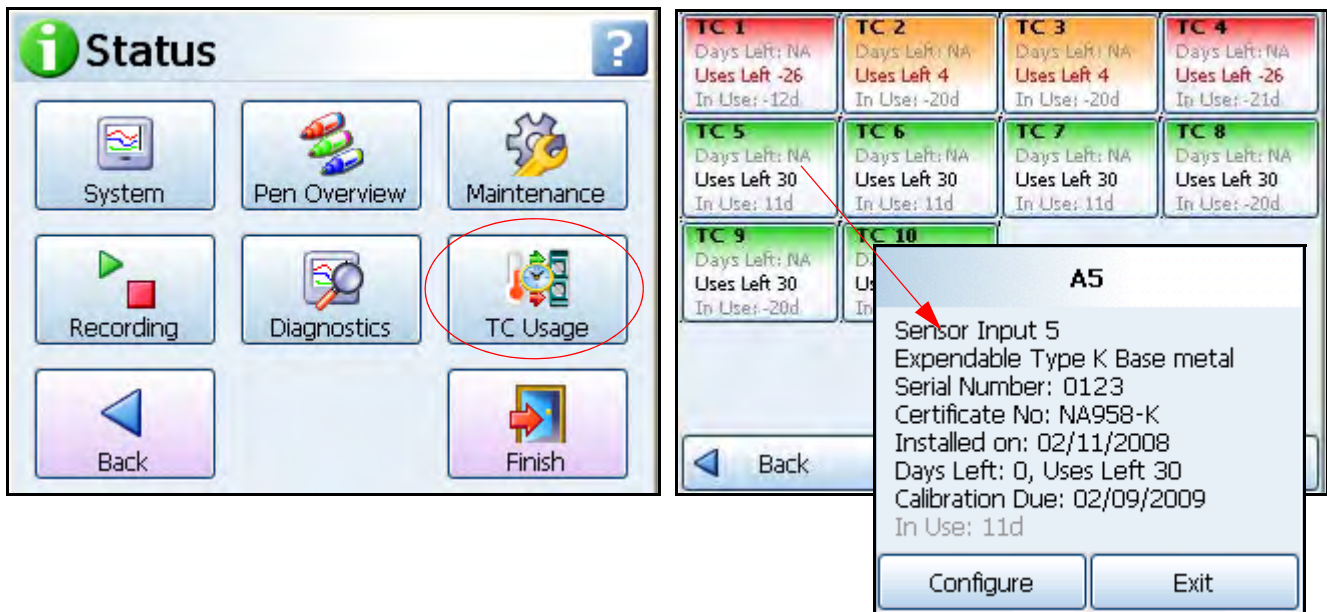 Status
?
System
Pen Overview
Maintenance
Recording
Diagnostics
TC Usage
Back
Finish
TC 1
Days Left: NA
Uses Left -26
In Use: -12d
TC 2
Days Left: NA
Uses Left 4
In Use: -20d
TC 3
Days Left: NA
Uses Left 4
In Use: -20d
TC 4
Days Left: NA
Uses Left -26
In Use: -21d
TC 5
Days Left: NA
Uses Left 30
In Use: 11d
TC 6
Days Left: NA
Uses Left 30
In Use: 11d
TC 7
Days Left: NA
Uses Left 30
In Use: 11d
TC 8
Days Left: NA
Uses Left 30
In Use: -20d
TC 9
Days Left: NA
Uses Left 30
In Use: -20d
TC 10
Back
A5
Sensor Input 5
Expendable Type K Base metal
Serial Number: 0123
Certificate No: NA958-K
Installed on: 02/11/2008
Days Left: 0, Uses Left 30
Calibration Due: 02/09/2009
In Use: 11d
Configure
Exit